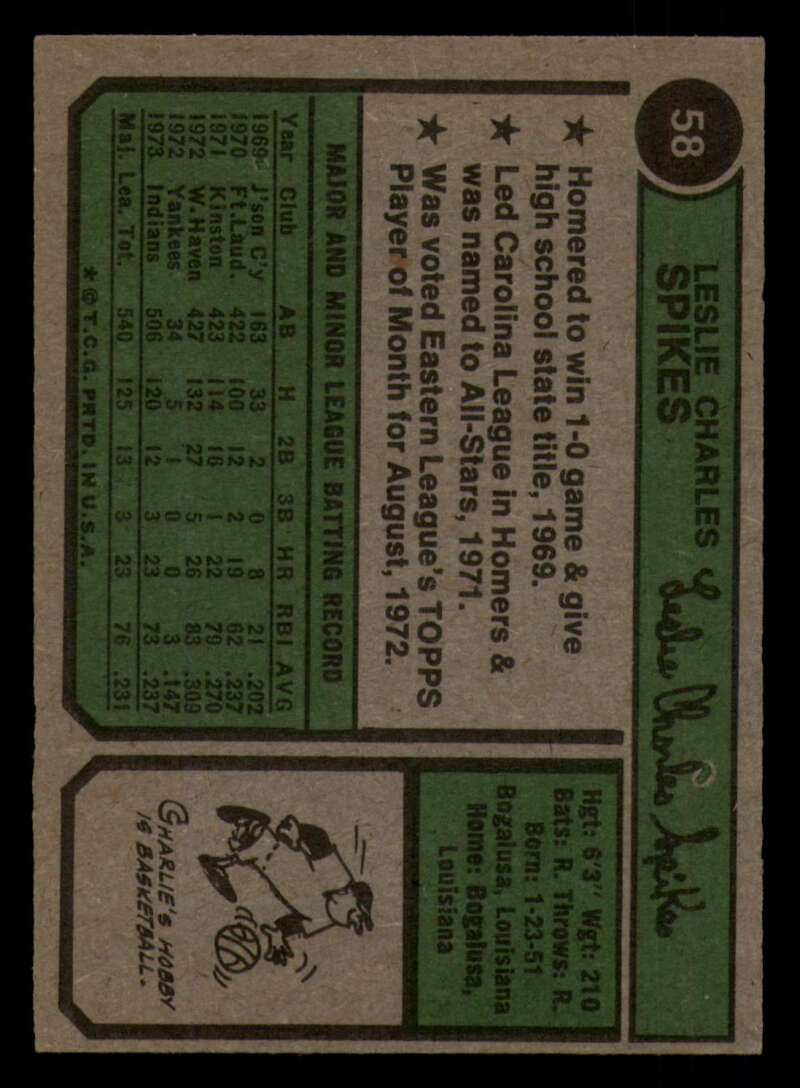 58
LESLIE CHARLES
SPIKES
Leslie Charles Spikes
★ Homered to win 1-0 game & give
high school state title, 1969.
★ Led Carolina League in Homers &
was named to All-Stars, 1971.
★ Was voted Eastern League's TOPPS
Player of Month for August, 1972.
MAJOR AND MINOR LEAGUE BATTING RECORD
Year Club AB H 2B 3B HR RBI AVG
1969 J'son C'y 163 33 2 0 8 21 .202
1970 Ft. Laud. 422 100 12 2 19 62 .237
1971 Kinston 423 114 16 1 22 79 .270
1972 W. Haven 427 132 27 5 26 83 .309
1972 Yankees 34 5 1 0 0 3 .147
1973 Indians 506 120 12 3 23 73 .237
Maj. Lea. Tot. 540 125 13 3 23 76 .231
* © T.C.G. PRTD. IN U.S.A.
Hgt: 6'3" Wgt: 210
Bats: R. Throws: R.
Born: 1-23-51
Bogalusa, Louisiana
Home: Bogalusa,
Louisiana
CHARLIE'S HOBBY
IS BASKETBALL.